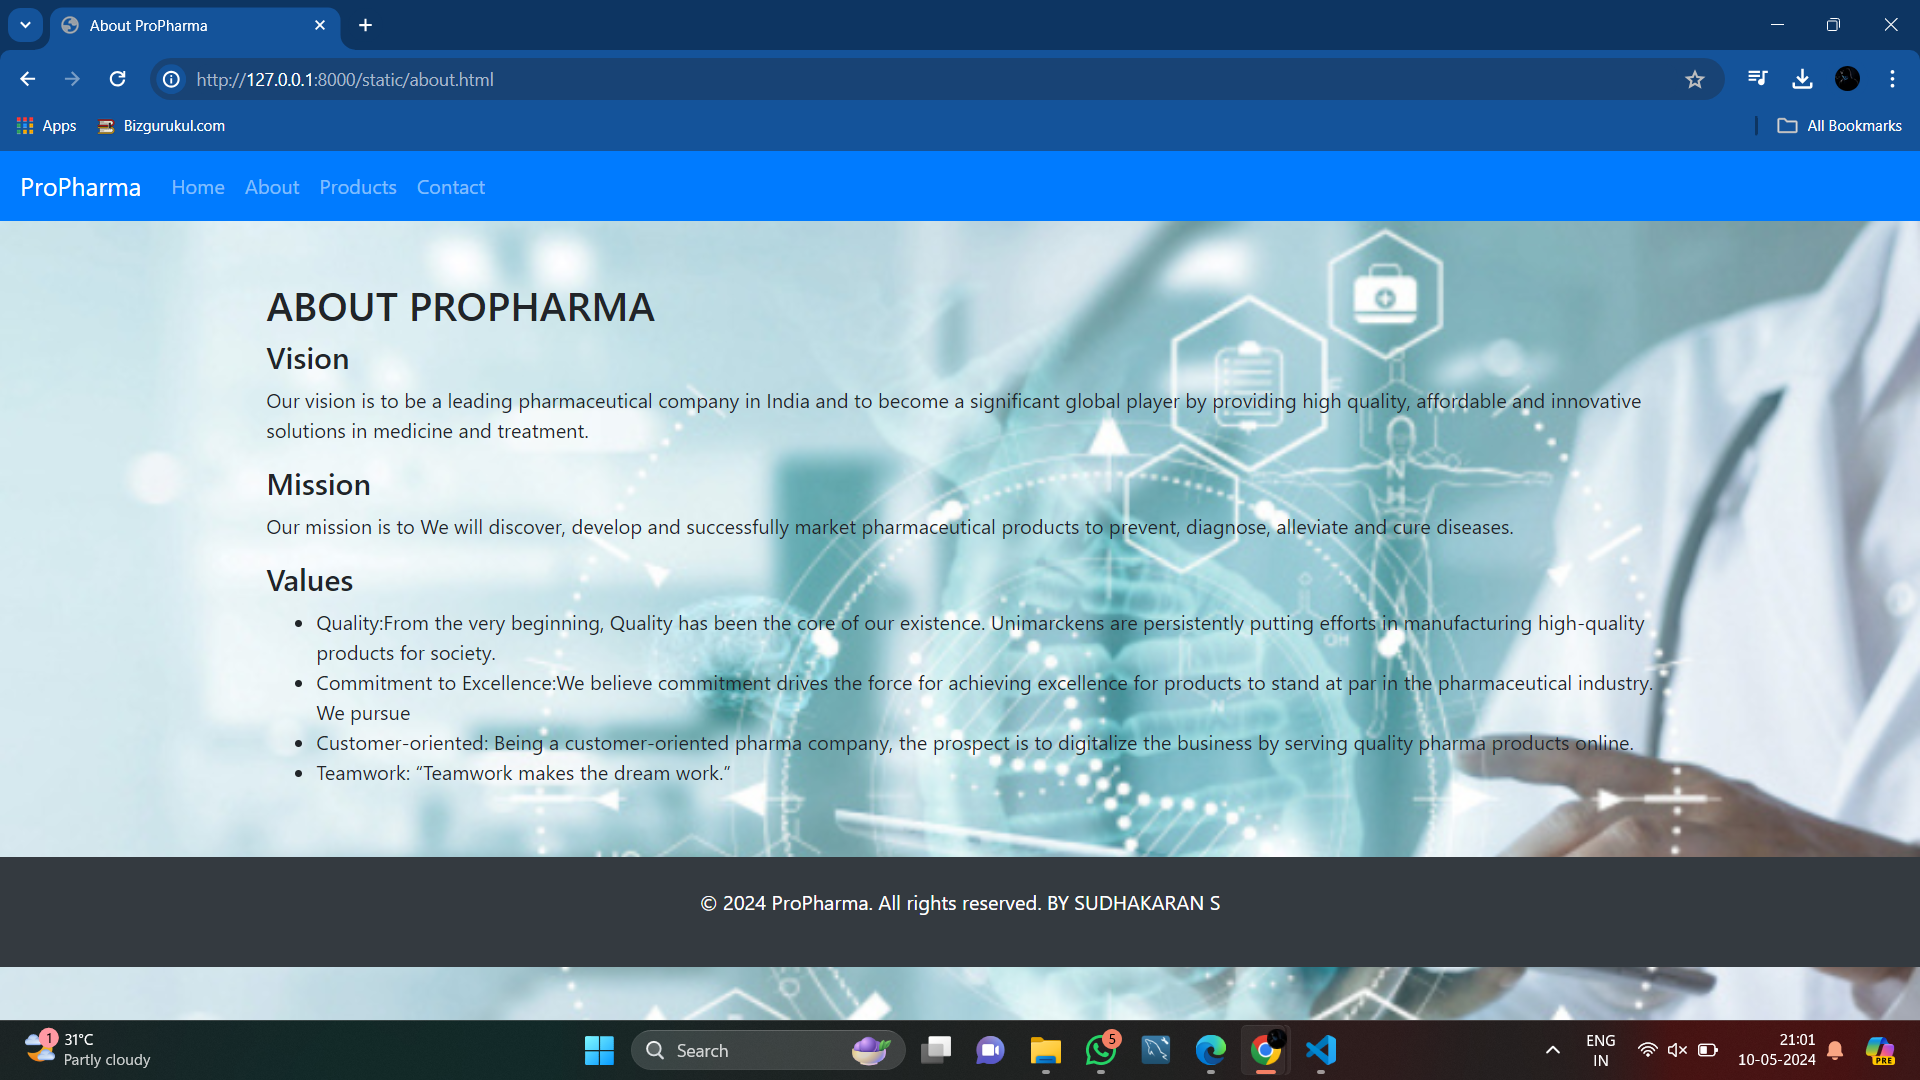 About ProPharma
http://127.0.0.1:8000/static/about.html
Apps
Bizgurukul.com
All Bookmarks
ProPharma
Home
About
Products
Contact
ABOUT PROPHARMA
Vision
Our vision is to be a leading pharmaceutical company in India and to become a significant global player by providing high quality, affordable and innovative
solutions in medicine and treatment.
Mission
Our mission is to We will discover, develop and successfully market pharmaceutical products to prevent, diagnose, alleviate and cure diseases.
Values
Quality:From the very beginning, Quality has been the core of our existence. Unimarckens are persistently putting efforts in manufacturing high-quality
products for society.
Commitment to Excellence:We believe commitment drives the force for achieving excellence for products to stand at par in the pharmaceutical industry.
We pursue
Customer-oriented: Being a customer-oriented pharma company, the prospect is to digitalize the business by serving quality pharma products online.
Teamwork: “Teamwork makes the dream work.”
© 2024 ProPharma. All rights reserved. BY SUDHAKARAN S
1
31°C
Partly cloudy
Search
5
ENG
IN
21:01
10-05-2024
PRE